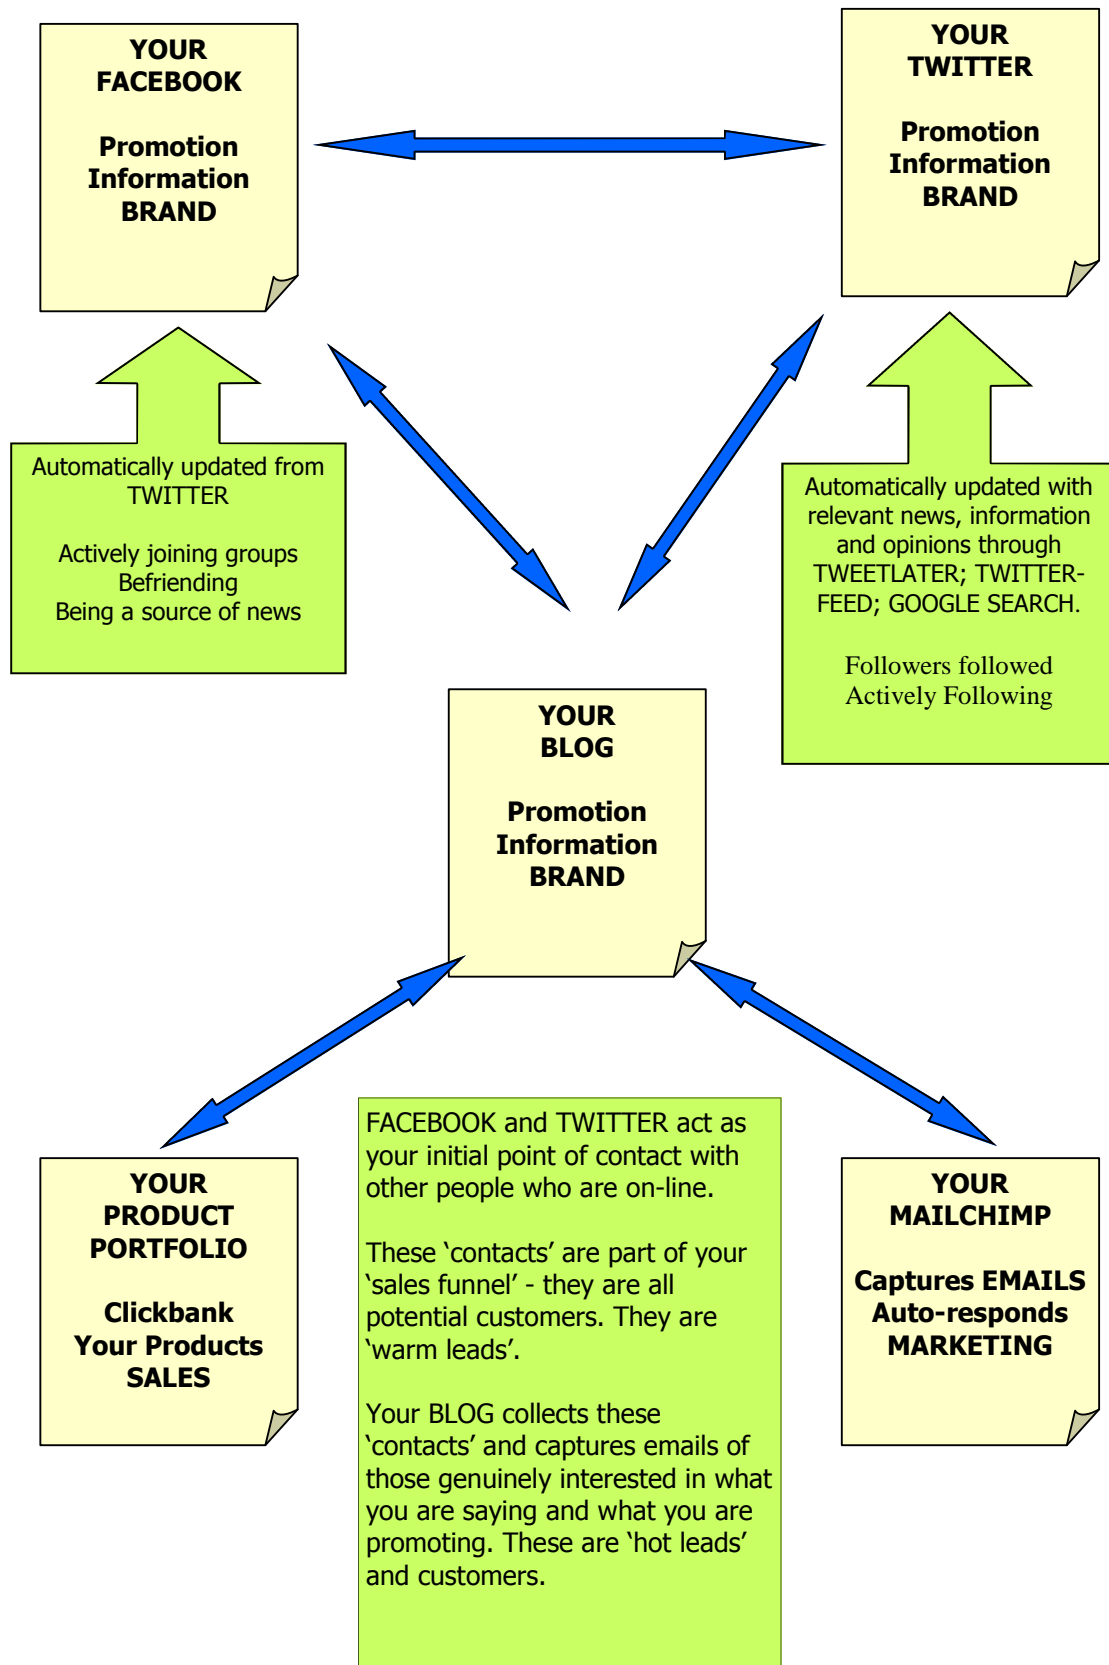 YOUR
FACEBOOK
Promotion
Information
BRAND
YOUR
TWITTER
Promotion
Information
BRAND
Automatically updated from
TWITTER
Actively joining groups
Befriending
Being a source of news
Automatically updated with
relevant news, information
and opinions through
TWEETLATER; TWITTER-
FEED; GOOGLE SEARCH.
Followers followed
Actively Following
YOUR
BLOG
Promotion
Information
BRAND
YOUR
PRODUCT
PORTFOLIO
Clickbank
Your Products
SALES
FACEBOOK and TWITTER act as
your initial point of contact with
other people who are on-line.
These ‘contacts’ are part of your
‘sales funnel’ - they are all
potential customers. They are
‘warm leads’.
Your BLOG collects these
‘contacts’ and captures emails of
those genuinely interested in what
you are saying and what you are
promoting. These are ‘hot leads’
and customers.
YOUR
MAILCHIMP
Captures EMAILS
Auto-responds
MARKETING